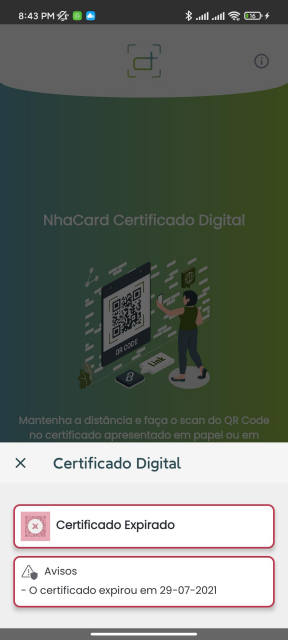 8:43 PM
16
NhaCard Certificado Digital
QR CODE
Link
Mantenha a distância e faça o scan do QR Code
no certificado apresentado em papel ou em
Certificado Digital
Certificado Expirado
Avisos
- O certificado expirou em 29-07-2021